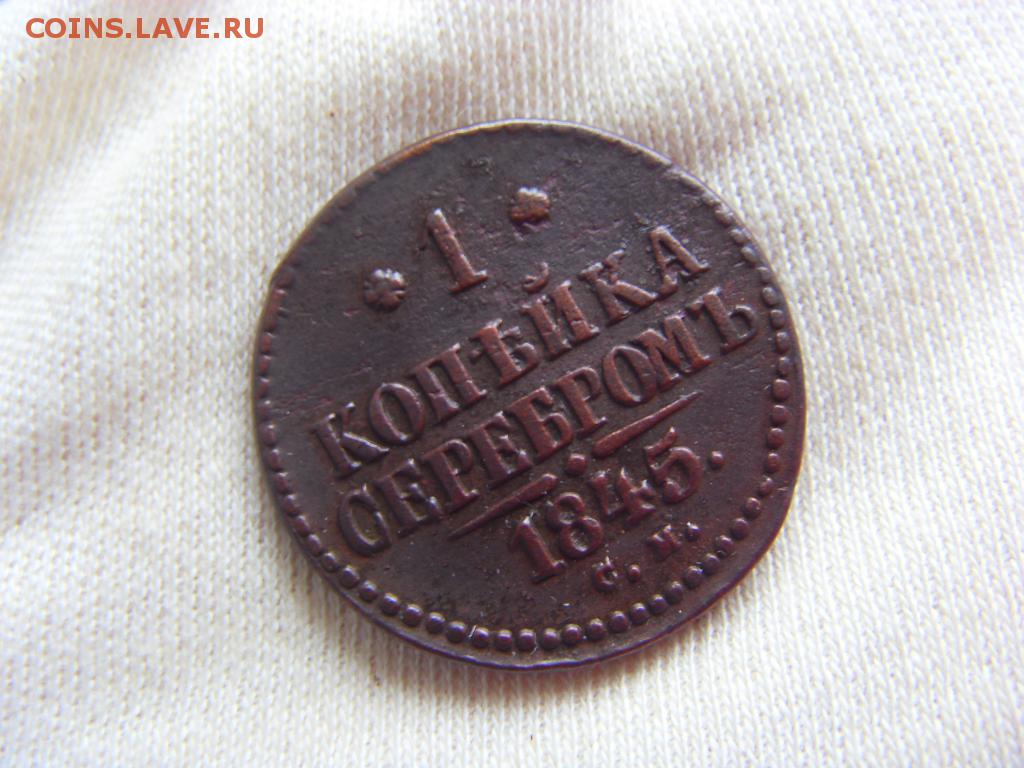 COINS.LAVE.RU
1
КОПѢЙКА
СЕРЕБРОМЪ
1845.
С. М.